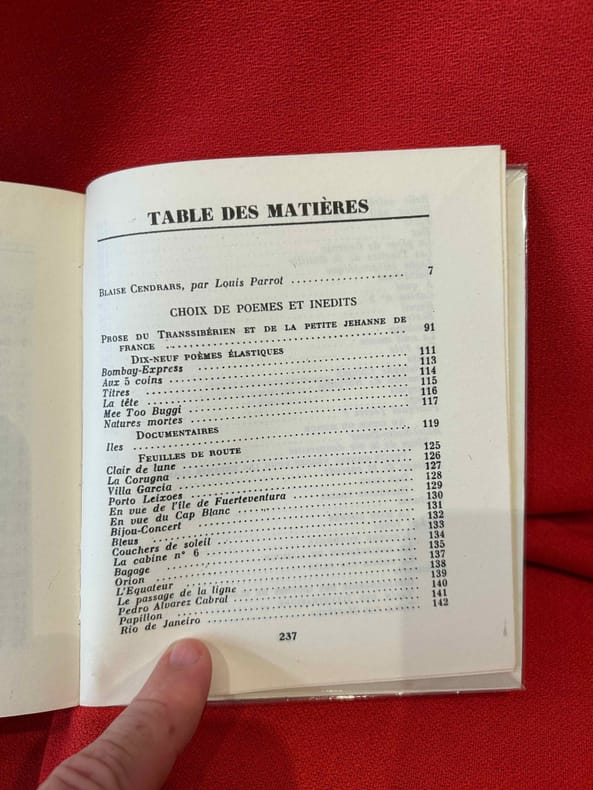 TABLE DES MATIÈRES
BLAISE CENDRARS, par Louis Parrot ........ 7
CHOIX DE POEMES ET INEDITS
PROSE DU TRANSSIBÉRIEN ET DE LA PETITE JEHANNE DE
FRANCE ........ 91
DIX-NEUF POÈMES ÉLASTIQUES
Bombay-Express ........ 111
Aux 5 coins ........ 113
Titres ........ 114
La tête ........ 115
Mee Too Buggi ........ 116
Natures mortes ........ 117
DOCUMENTAIRES
Iles ........ 119
FEUILLES DE ROUTE
Clair de lune ........ 125
La Corugna ........ 126
Villa Garcia ........ 127
Porto Leixoes ........ 128
En vue de l'île de Fuerteventura ........ 129
En vue du Cap Blanc ........ 130
Bijou-Concert ........ 131
Bleus ........ 132
Couchers de soleil ........ 133
La cabine n° 6 ........ 134
Bagage ........ 135
Orion ........ 137
L'Equateur ........ 138
Le passage de la ligne ........ 139
Pedro Alvarez Cabral ........ 140
Papillon ........ 141
Rio de Janeiro ........ 142
237